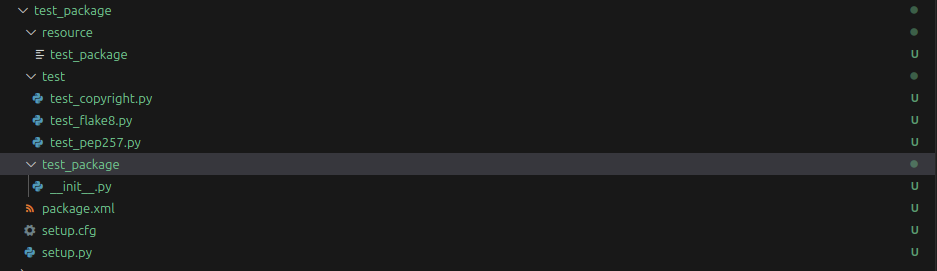 test_package
resource
test_package U
test
test_copyright.py U
test_flake8.py U
test_pep257.py U
test_package
__init__.py U
package.xml U
setup.cfg U
setup.py U